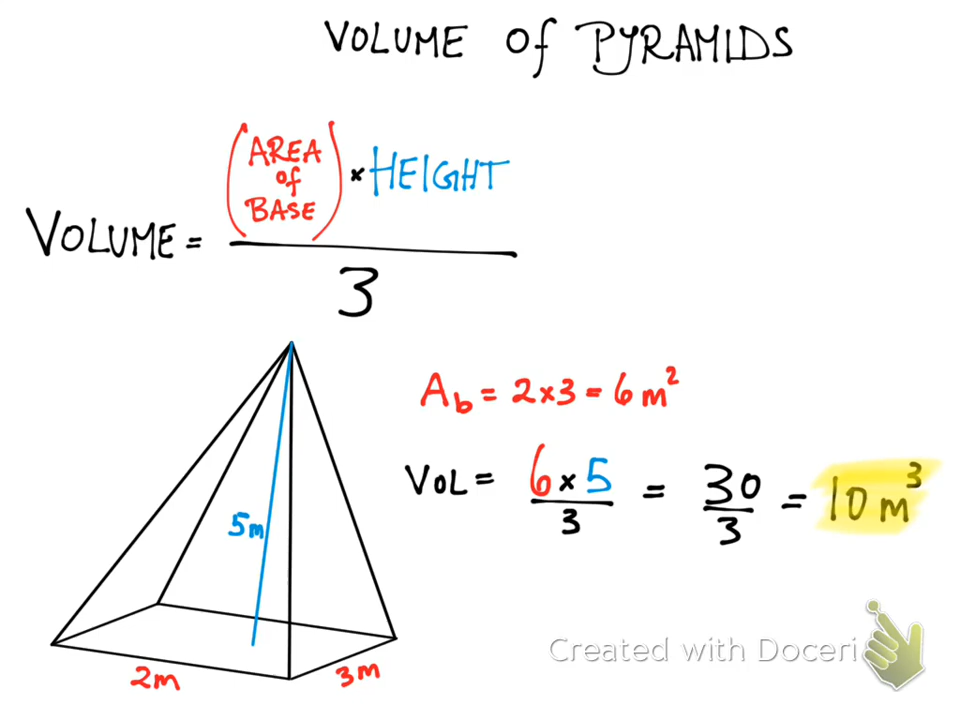 VOLUME of PYRAMIDS
(AREA of BASE) × HEIGHT
VOLUME =
3
A_b = 2×3 = 6 m²
VOL = 6 × 5 / 3 = 30 / 3 = 10 m³
5m
2m
3m
Created with Doceri